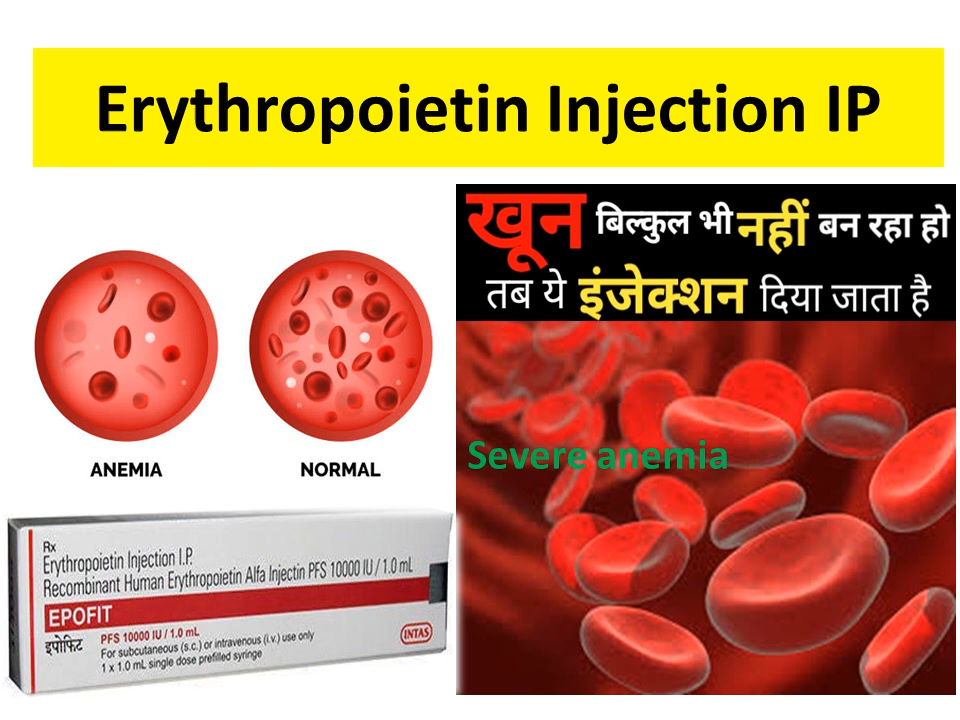 Erythropoietin Injection IP
खून बिल्कुल भी नहीं बन रहा हो
तब ये इंजेक्शन दिया जाता है
ANEMIA
NORMAL
Severe anemia
Rx
Erythropoietin Injection I.P.
Recombinant Human Erythropoietin Alfa Injectin PFS 10000 IU / 1.0 mL
EPOFIT
इपोफिट
PFS 10000 IU / 1.0 mL
For subcutaneous (s.c.) or intravenous (i.v.) use only
1 x 1.0 mL single dose prefilled syringe
INTAS